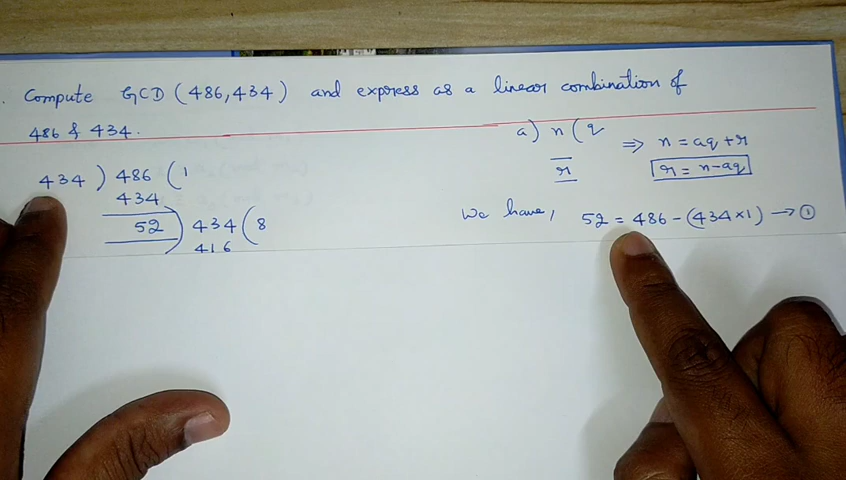 . Compute GCD (486,434) and express as a linear combination of
486 & 434.
a) n ( q
r
⇒ n = aq + r
r = n - aq
434 ) 486 ( 1
434
52 ) 434 ( 8
416
We have, 52 = 486 - (434 × 1) → ①